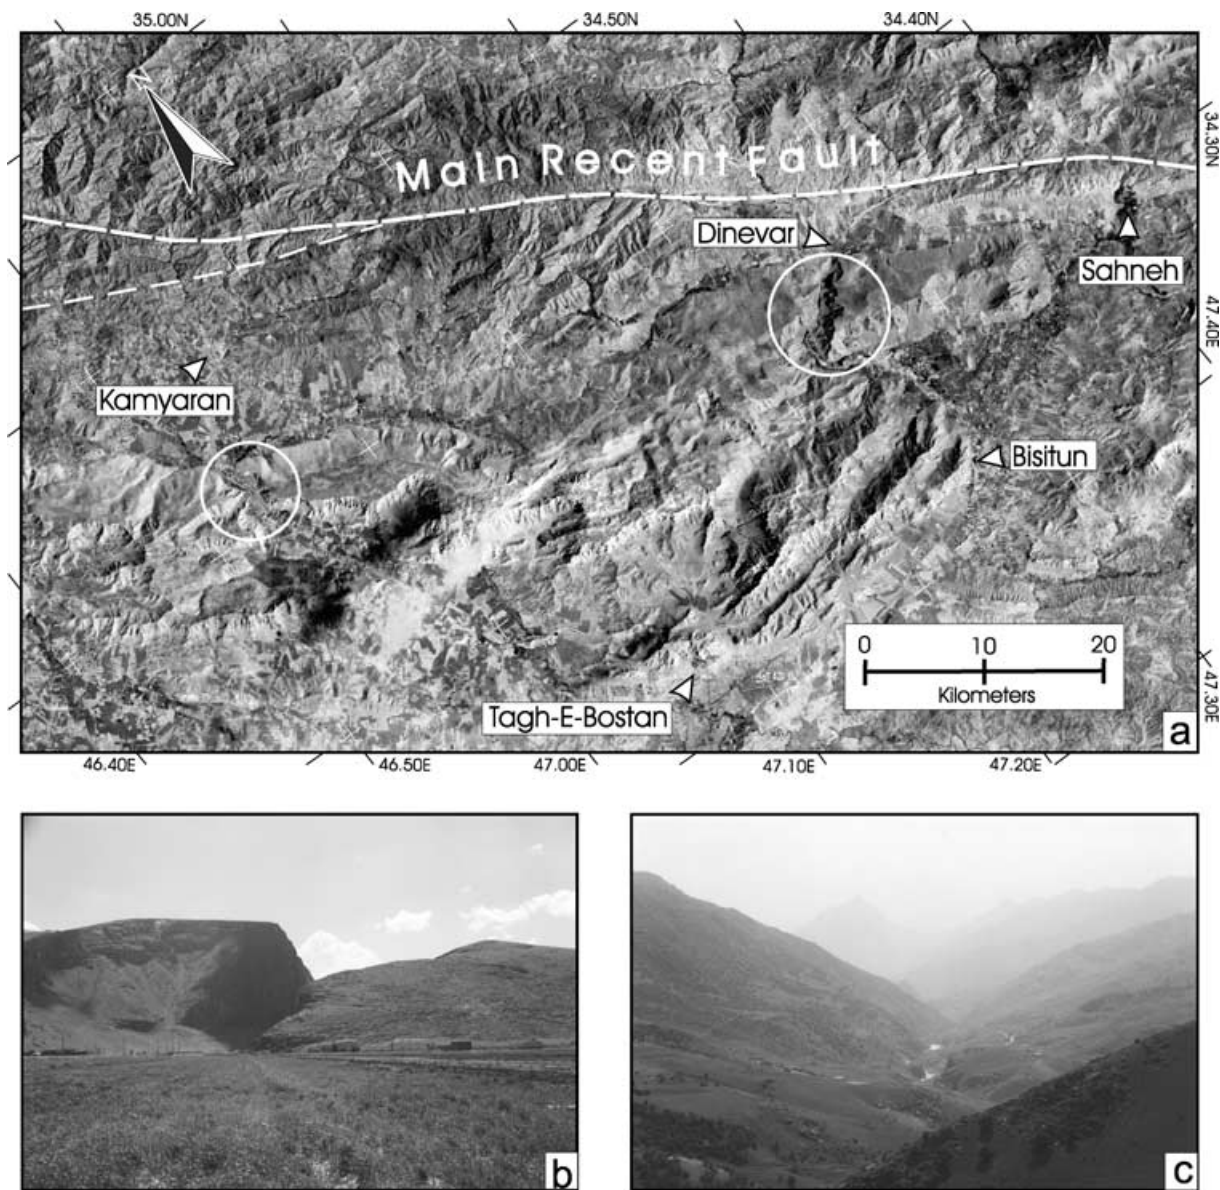 35.00N
34.50N
34.40N
N
Main Recent Fault
34.30N
Dinevar
Sahneh
47.40E
Kamyaran
Bisitun
0 10 20
Kilometers
Tagh-E-Bostan
47.30E
a
46.40E
46.50E
47.00E
47.10E
47.20E
b
c